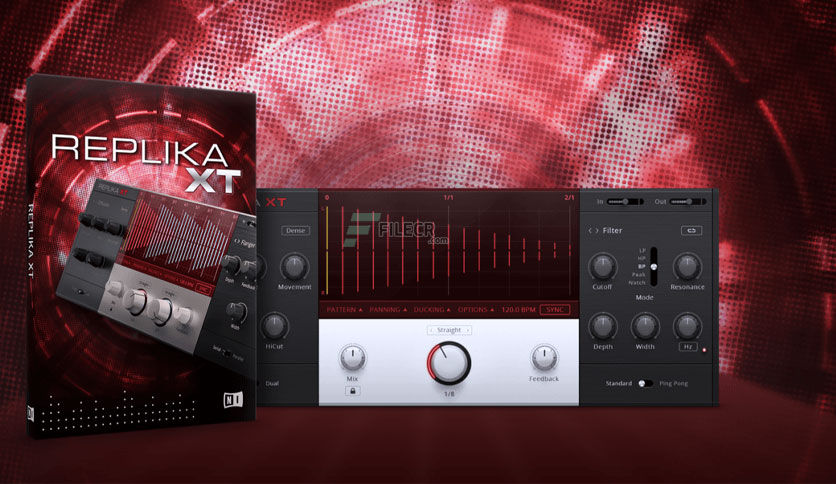 REPLIKA
XT
REPLIKA XT
NI
XT
Dense
Movement
HiCut
Dual
0
1/1
2/1
FILECR
.com
PATTERN
PANNING
DUCKING
OPTIONS
120.0 BPM
SYNC
Straight
Mix
1/8
Feedback
In
Out
Filter
LP
HP
BP
Peak
Notch
Mode
Cutoff
Resonance
Depth
Width
Hz
Standard
Ping Pong